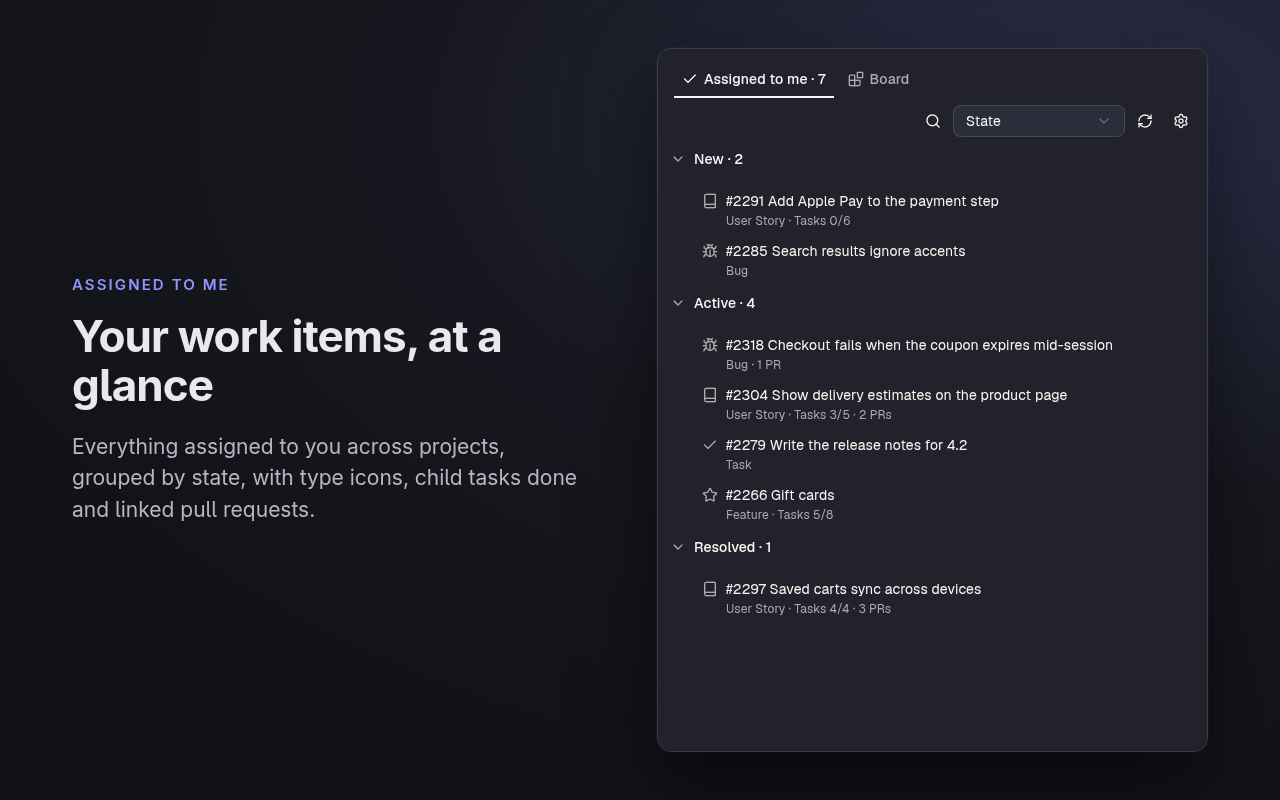 ASSIGNED TO ME
Your work items, at a
glance
Everything assigned to you across projects,
grouped by state, with type icons, child tasks done
and linked pull requests.
Assigned to me · 7
Board
State
New · 2
#2291 Add Apple Pay to the payment step
User Story · Tasks 0/6
#2285 Search results ignore accents
Bug
Active · 4
#2318 Checkout fails when the coupon expires mid-session
Bug · 1 PR
#2304 Show delivery estimates on the product page
User Story · Tasks 3/5 · 2 PRs
#2279 Write the release notes for 4.2
Task
#2266 Gift cards
Feature · Tasks 5/8
Resolved · 1
#2297 Saved carts sync across devices
User Story · Tasks 4/4 · 3 PRs